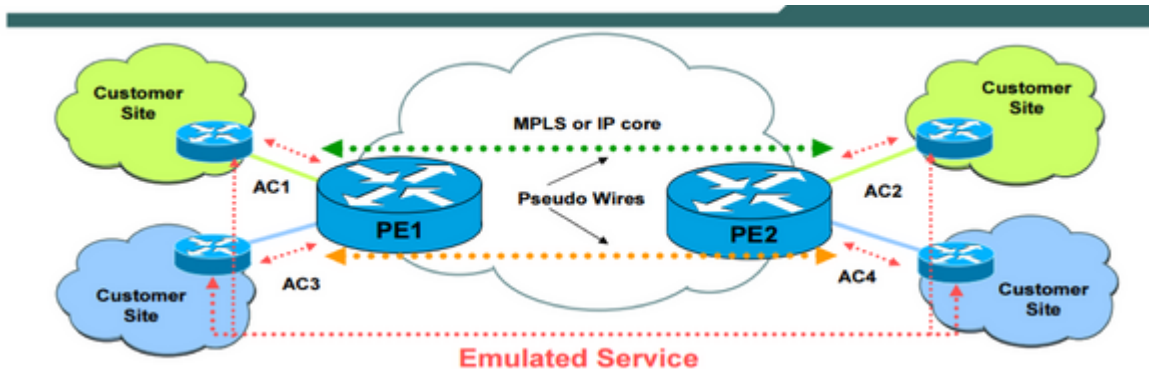 Customer
Site
Customer
Site
MPLS or IP core
AC1
AC2
Pseudo Wires
PE1
PE2
AC3
AC4
Customer
Site
Customer
Site
Emulated Service